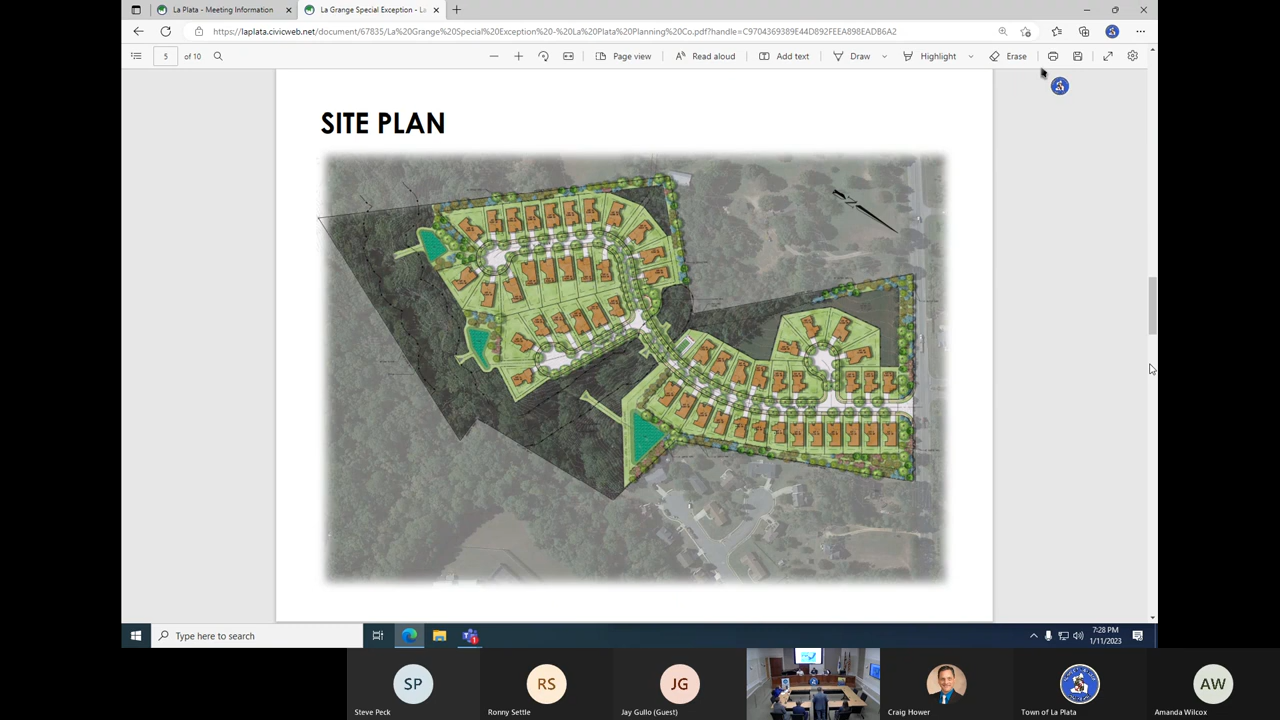 La Plata - Meeting Information
La Grange Special Exception - La
https://laplata.civicweb.net/document/67835/La%20Grange%20Special%20Exception%20-%20La%20Plata%20Planning%20Co.pdf?handle=C9704369389E44D892FEEA898EADB6A2
5 of 10
Page view
Read aloud
Add text
Draw
Highlight
Erase
SITE PLAN
Type here to search
7:28 PM
1/11/2023
SP
RS
JG
AW
Steve Peck
Ronny Settle
Jay Gullo (Guest)
Craig Hower
Town of La Plata
Amanda Wilcox